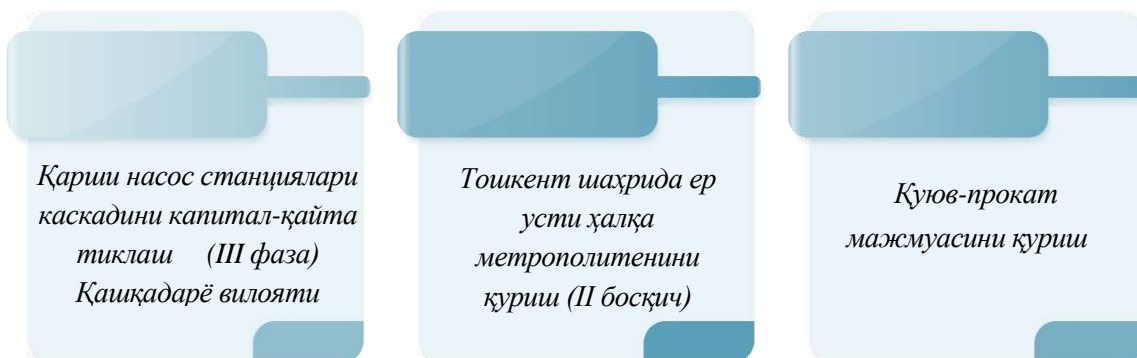 Қарши насос станциялари
каскадини капитал-қайта
тиклаш (III фаза)
Қашқадарё вилояти
Тошкент шаҳрида ер
усти ҳалқа
метрополитенини
қуриш (II босқич)
Қуюв-прокат
мажмуасини қуриш